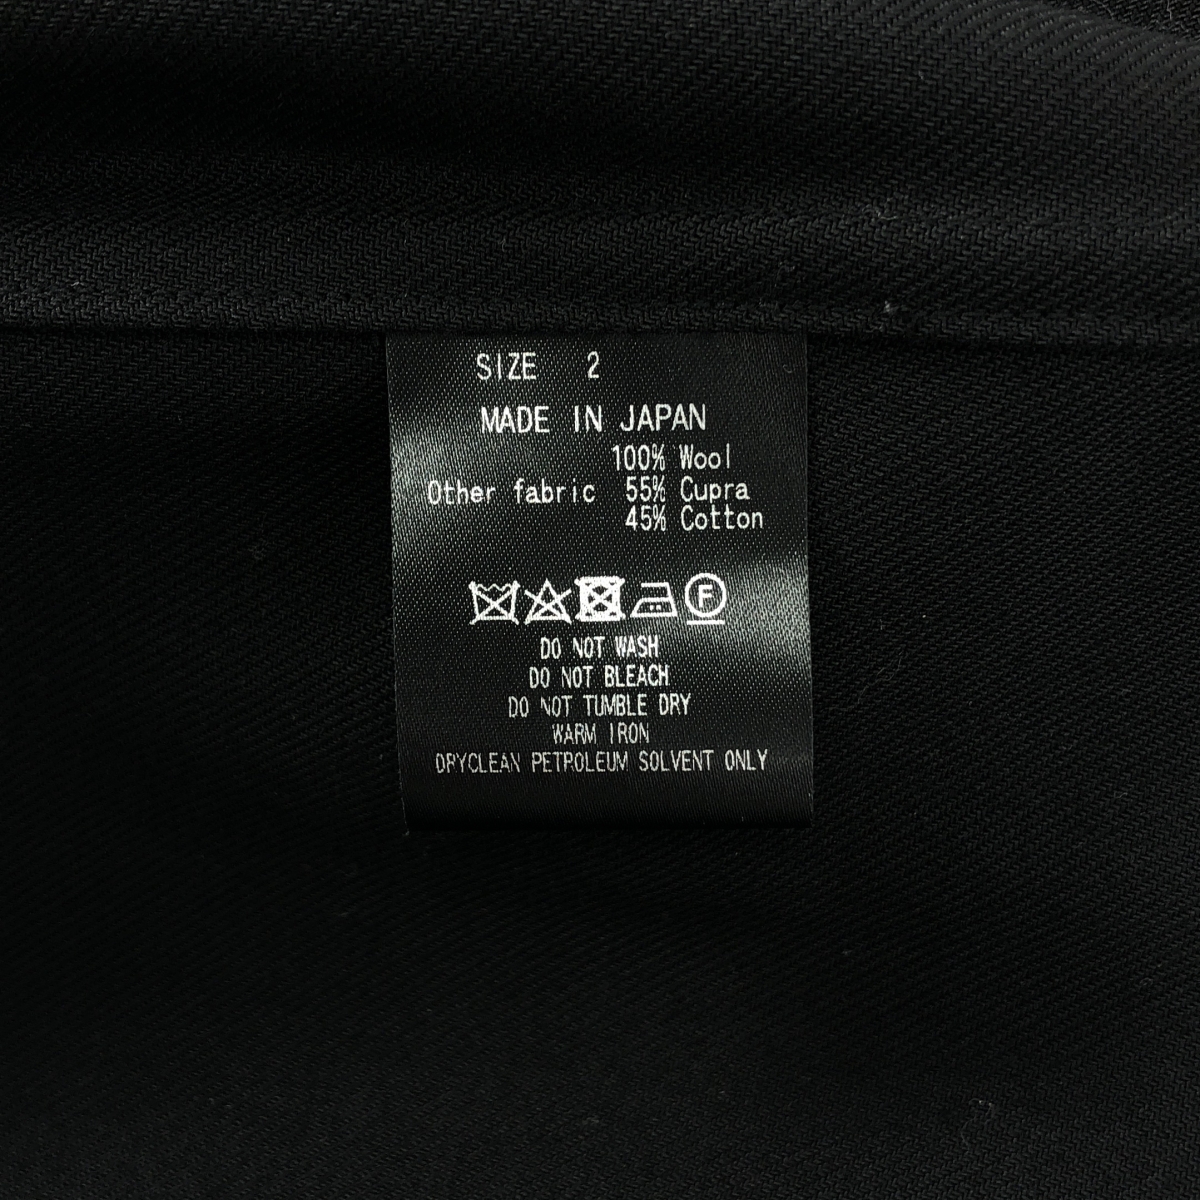 SIZE 2
MADE IN JAPAN
100% Wool
Other fabric 55% Cupra
45% Cotton
F
DO NOT WASH
DO NOT BLEACH
DO NOT TUMBLE DRY
WARM IRON
DRYCLEAN PETROLEUM SOLVENT ONLY